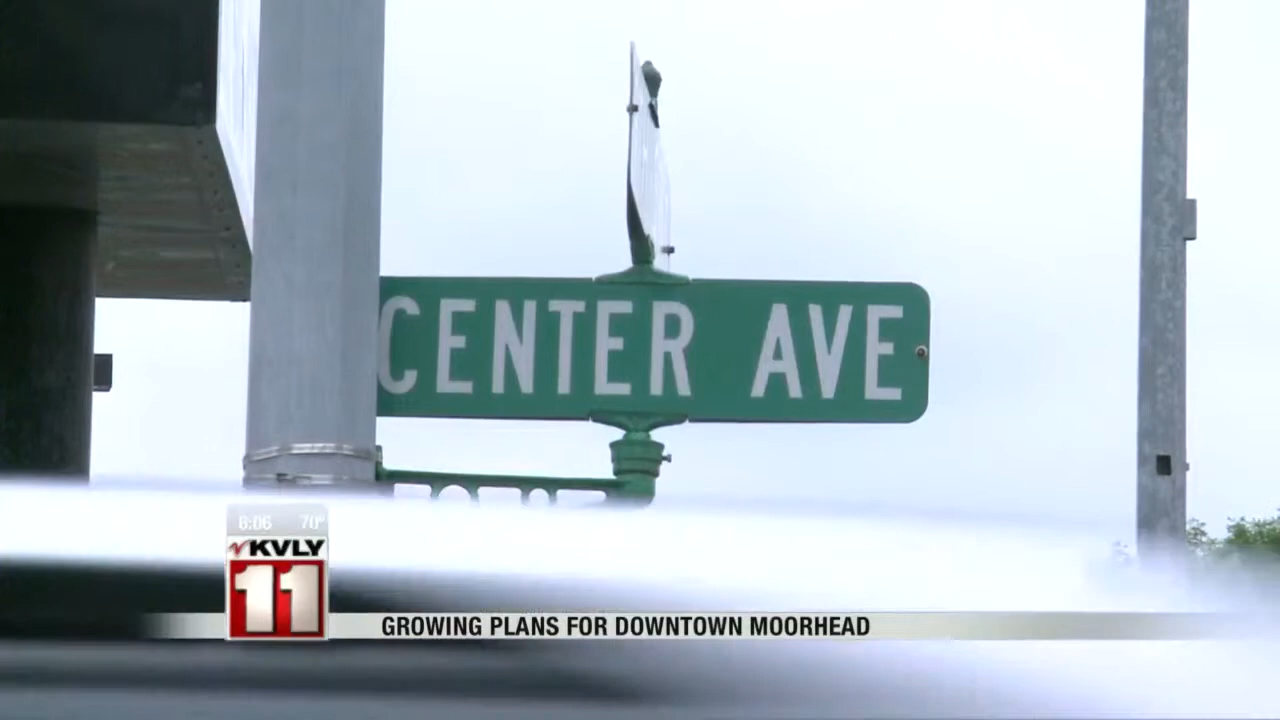 CENTER AVE
6:06 70°
KVLY
11
GROWING PLANS FOR DOWNTOWN MOORHEAD